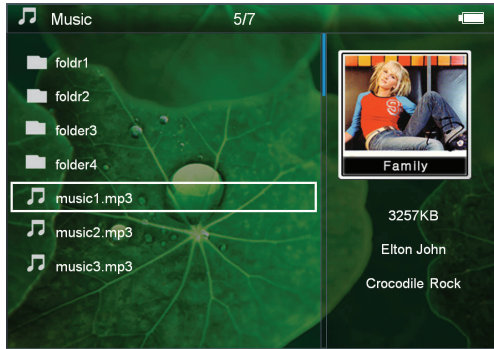 Music 5/7
foldr1
foldr2
folder3
folder4
music1.mp3
music2.mp3
music3.mp3
Family
3257KB
Elton John
Crocodile Rock